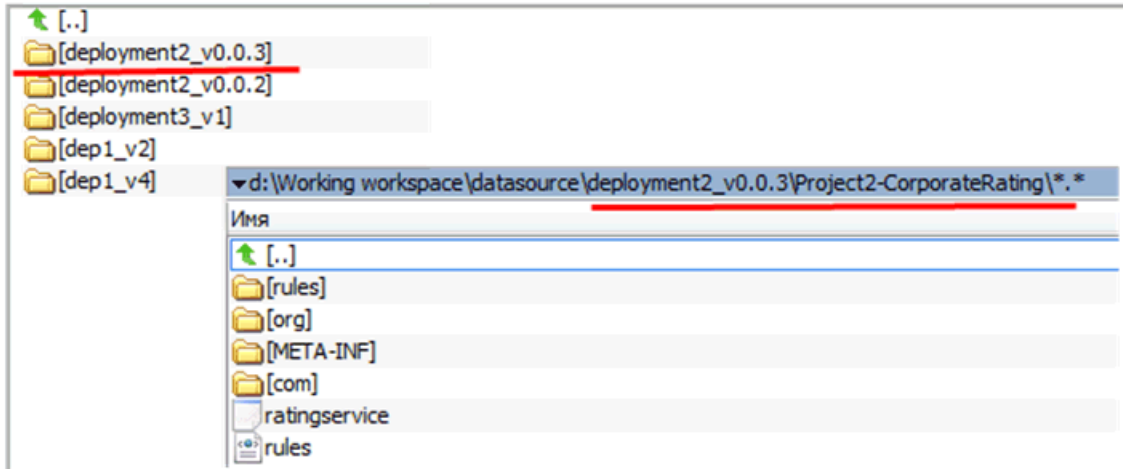 [..]
[deployment2_v0.0.3]
[deployment2_v0.0.2]
[deployment3_v1]
[dep1_v2]
[dep1_v4]
d:\Working workspace\datasource\deployment2_v0.0.3\Project2-CorporateRating\*.*
Имя
[..]
[rules]
[org]
[META-INF]
[com]
ratingservice
rules